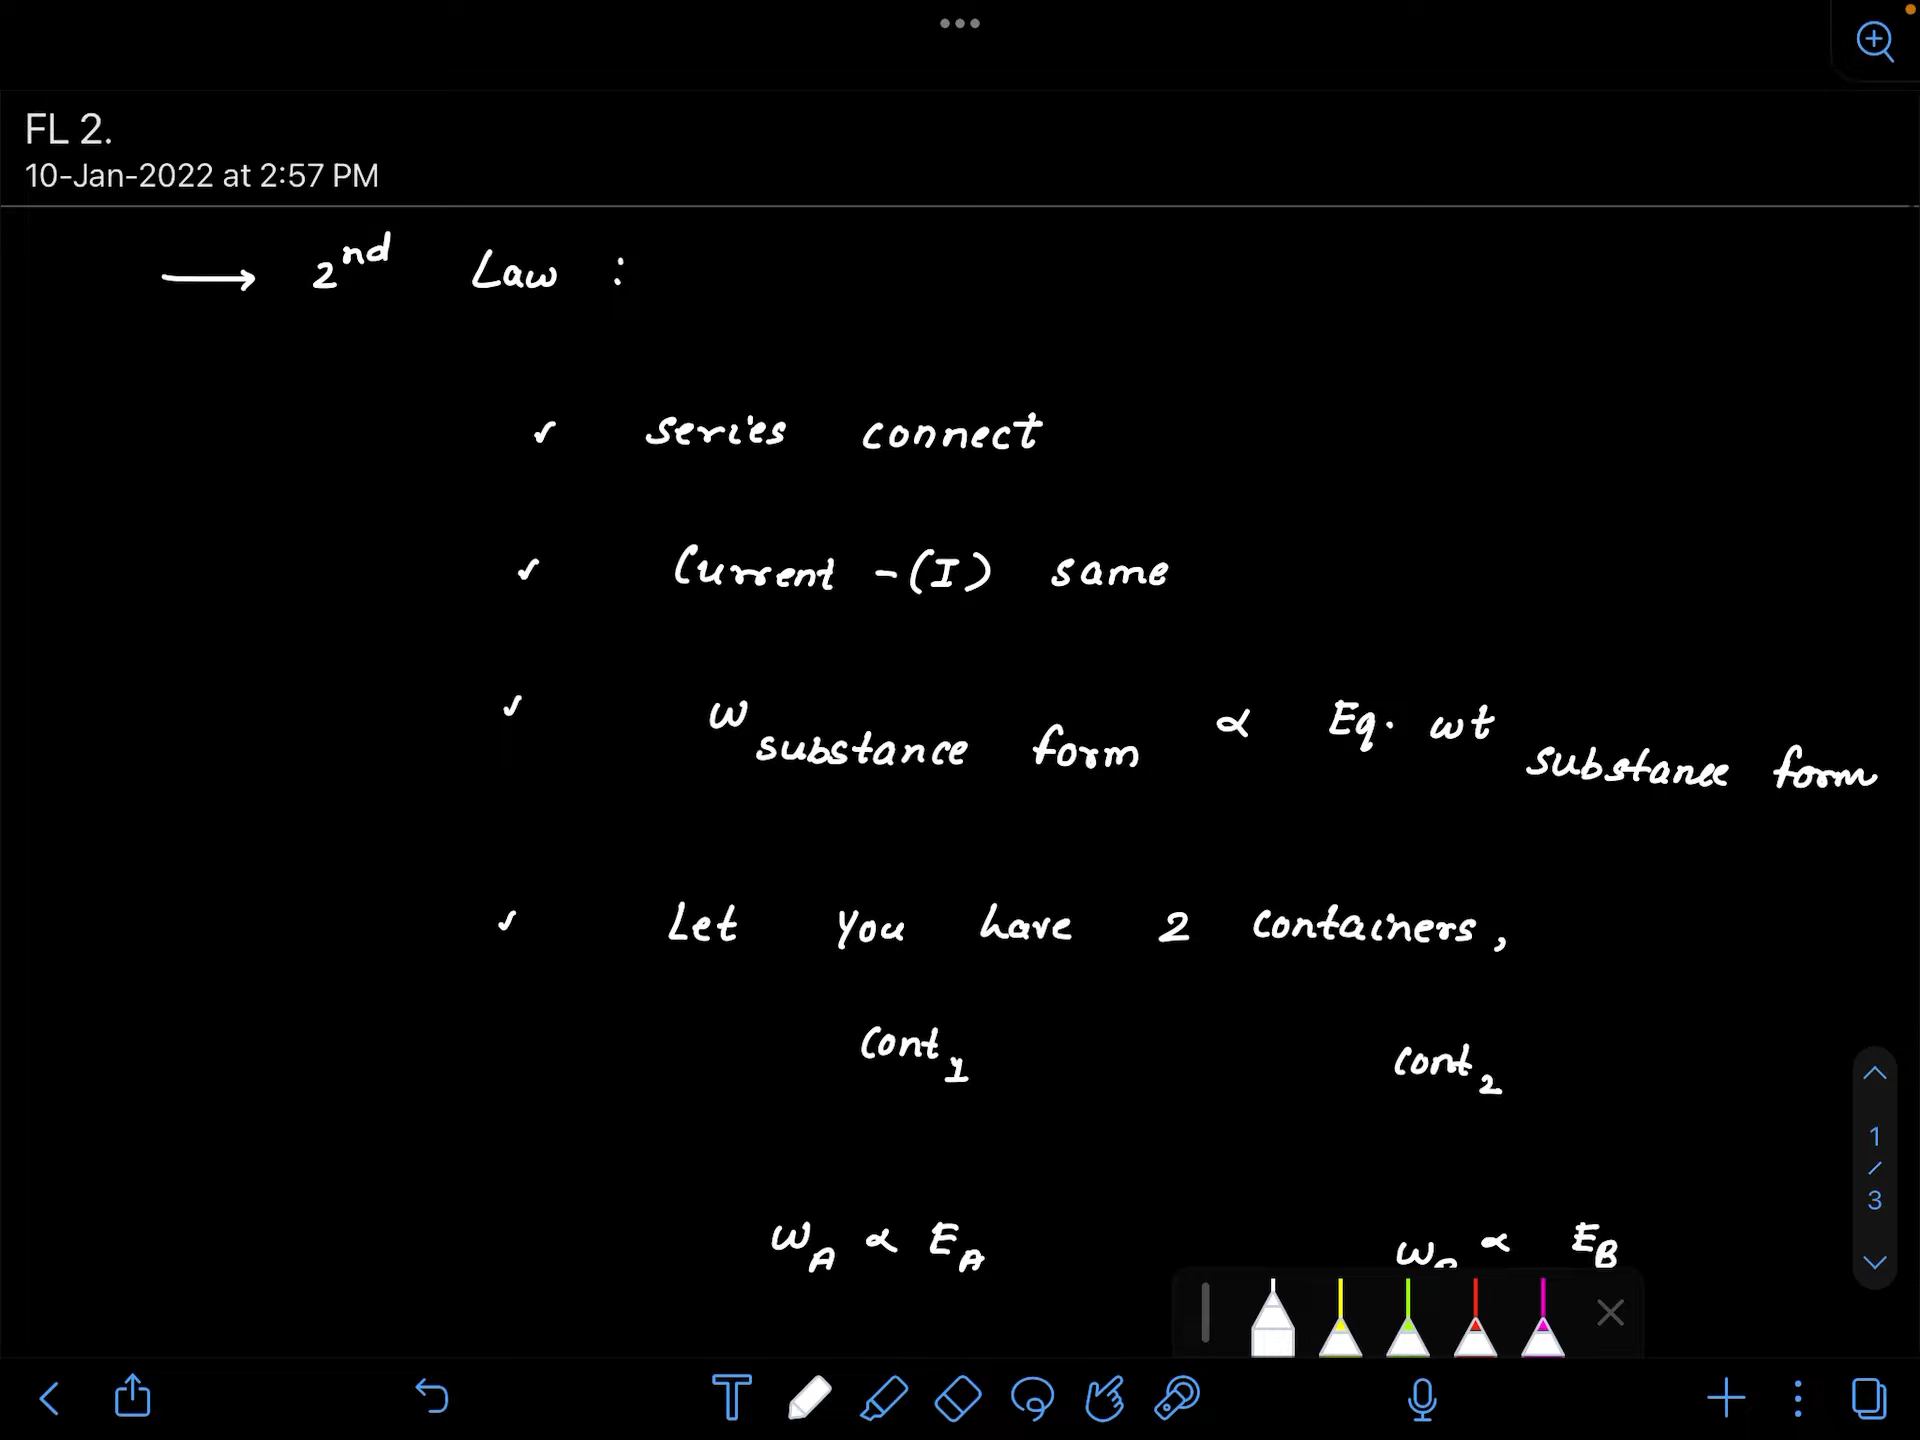 FL 2.
10-Jan-2022 at 2:57 PM
→ 2nd Law :
✓ series connect
✓ Current -(I) same
✓ W substance form ∝ Eq. wt substance form
✓ Let you have 2 containers,
Cont1 Cont2
WA ∝ EA W ∝ EB
1
/
3